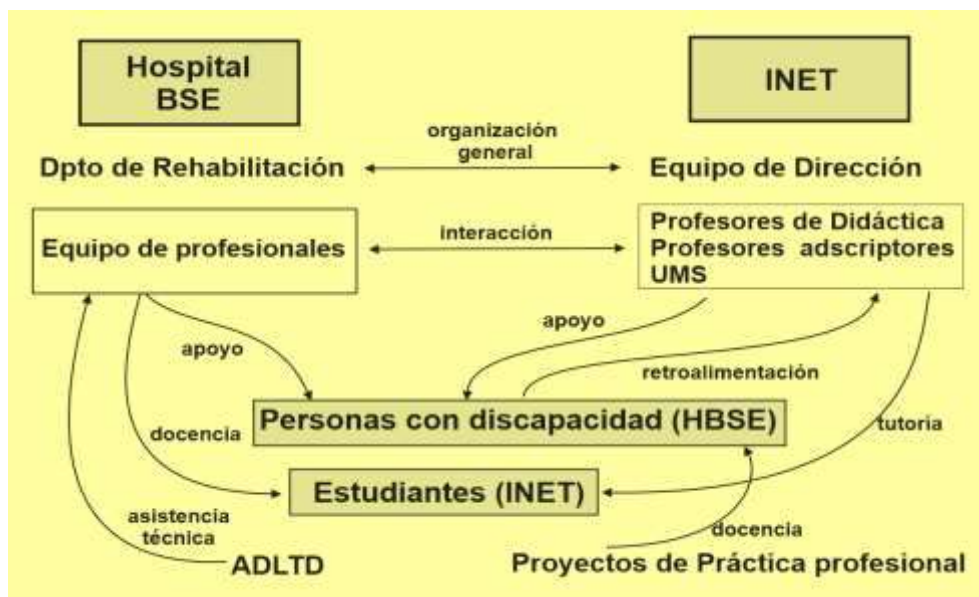 Hospital
BSE
INET
organización
general
Dpto de Rehabilitación
Equipo de Dirección
Equipo de profesionales
interacción
Profesores de Didáctica
Profesores adscriptores
UMS
apoyo
apoyo
retroalimentación
Personas con discapacidad (HBSE)
docencia
tutoria
Estudiantes (INET)
asistencia
técnica
docencia
ADLTD
Proyectos de Práctica profesional